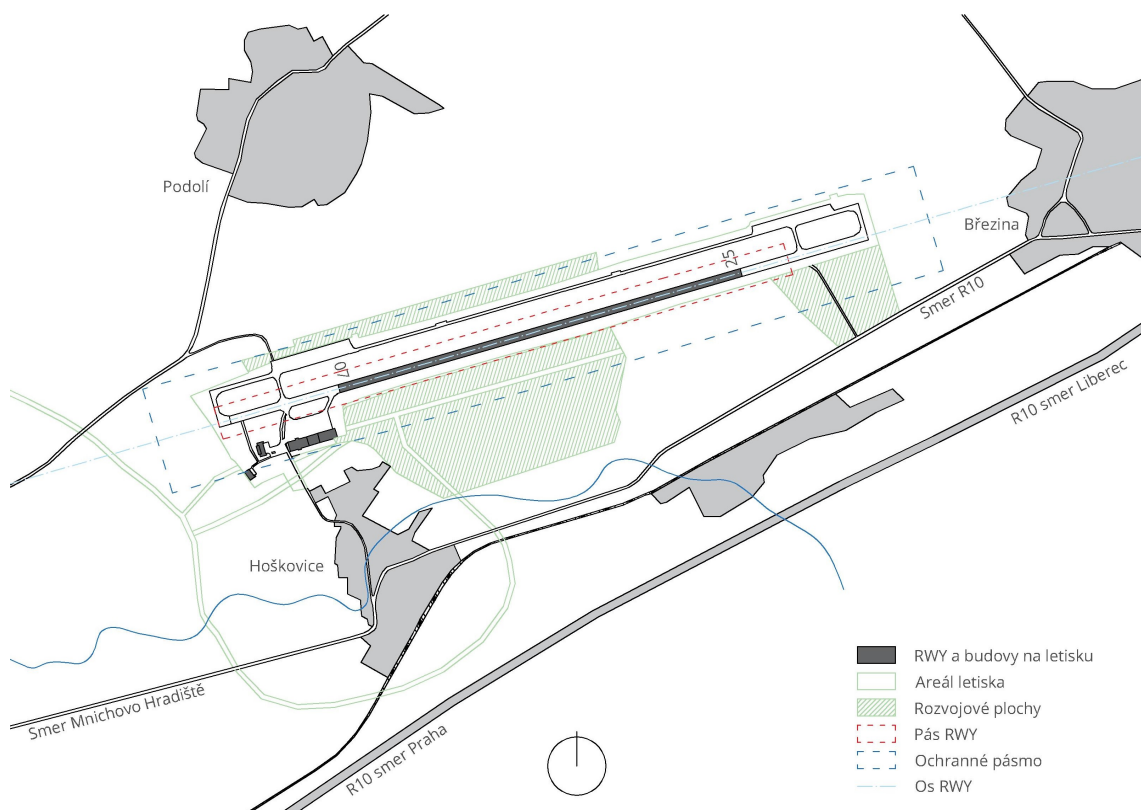 Podolí
Březina
25
Smer R10
R10 smer Liberec
07
Hoškovice
Smer Mnichovo Hradiště
R10 smer Praha
RWY a budovy na letisku
Areál letiska
Rozvojové plochy
Pás RWY
Ochranné pásmo
Os RWY